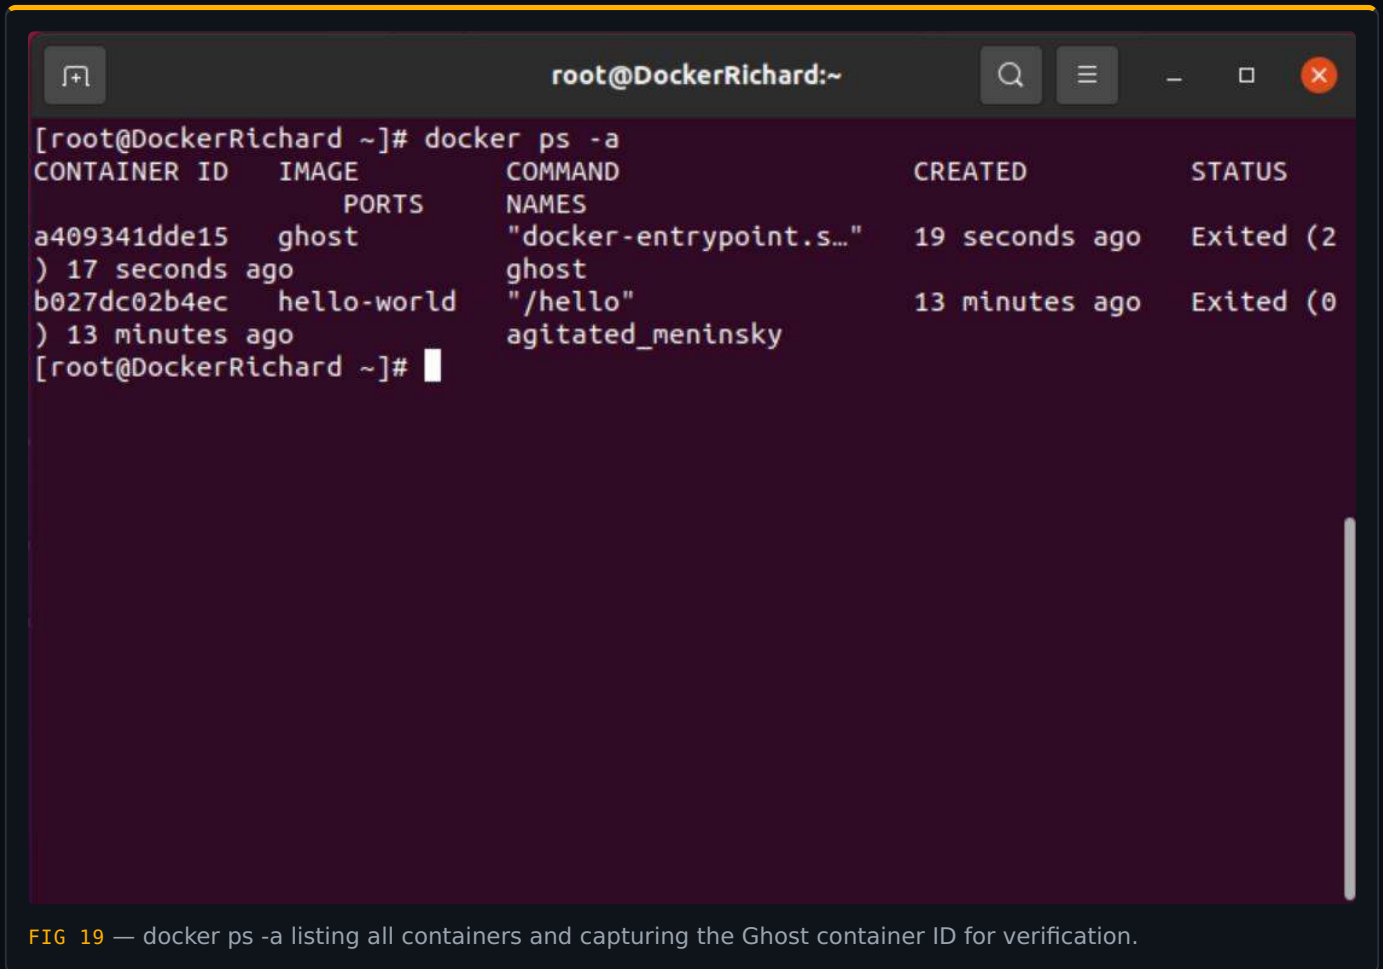 root@DockerRichard:~
[root@DockerRichard ~]# docker ps -a
CONTAINER ID   IMAGE         COMMAND                  CREATED          STATUS
                   PORTS     NAMES
a409341dde15   ghost         "docker-entrypoint.s…"   19 seconds ago   Exited (2
) 17 seconds ago             ghost
b027dc02b4ec   hello-world   "/hello"                 13 minutes ago   Exited (0
) 13 minutes ago             agitated_meninsky
[root@DockerRichard ~]#
FIG 19 — docker ps -a listing all containers and capturing the Ghost container ID for verification.